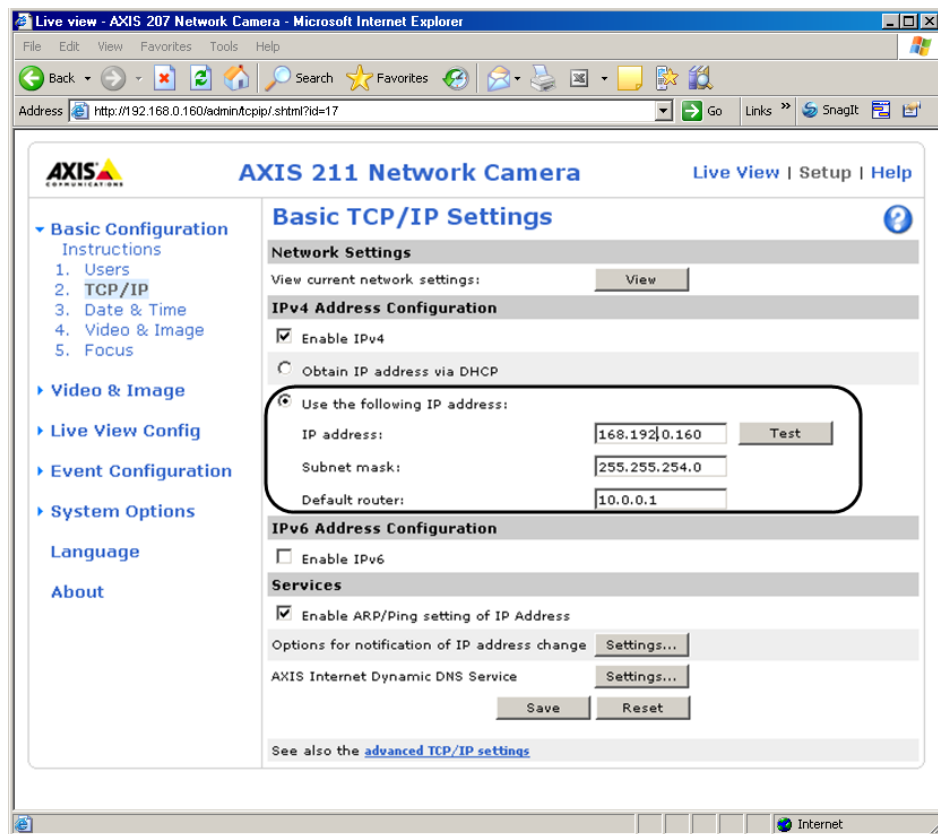 Live view - AXIS 207 Network Camera - Microsoft Internet Explorer
File Edit View Favorites Tools Help
Back Search Favorites
Address http://192.168.0.160/admin/tcpip/.shtml?id=17 Go Links » SnagIt
AXIS
COMMUNICATIONS
AXIS 211 Network Camera
Live View | Setup | Help
Basic Configuration
Instructions
1. Users
2. TCP/IP
3. Date & Time
4. Video & Image
5. Focus
Video & Image
Live View Config
Event Configuration
System Options
Language
About
Basic TCP/IP Settings
?
Network Settings
View current network settings: View
IPv4 Address Configuration
Enable IPv4
Obtain IP address via DHCP
Use the following IP address:
IP address: 168.192.0.160 Test
Subnet mask: 255.255.254.0
Default router: 10.0.0.1
IPv6 Address Configuration
Enable IPv6
Services
Enable ARP/Ping setting of IP Address
Options for notification of IP address change Settings...
AXIS Internet Dynamic DNS Service Settings...
Save Reset
See also the advanced TCP/IP settings
Internet